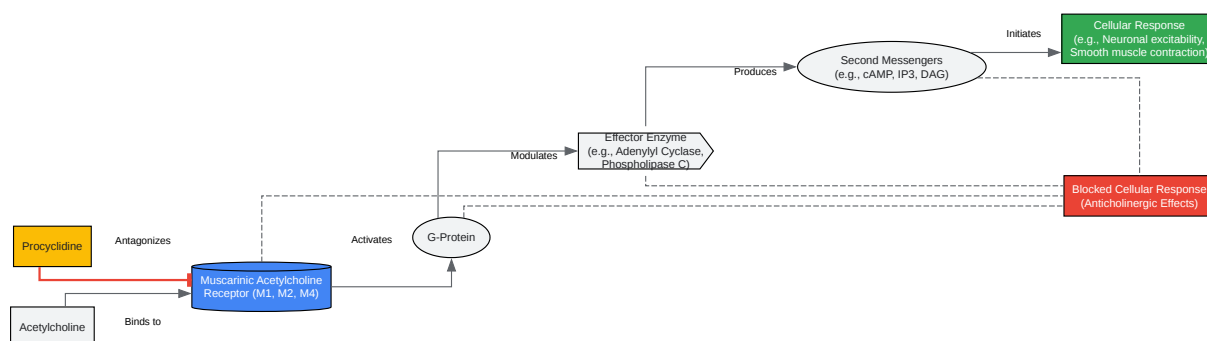 Procyclidine
Antagonizes
Acetylcholine
Binds to
Muscarinic Acetylcholine
Receptor (M1, M2, M4)
Activates
G-Protein
Modulates
Effector Enzyme
(e.g., Adenylyl Cyclase,
Phospholipase C)
Produces
Second Messengers
(e.g., cAMP, IP3, DAG)
Initiates
Cellular Response
(e.g., Neuronal excitability,
Smooth muscle contraction)
Blocked Cellular Response
(Anticholinergic Effects)